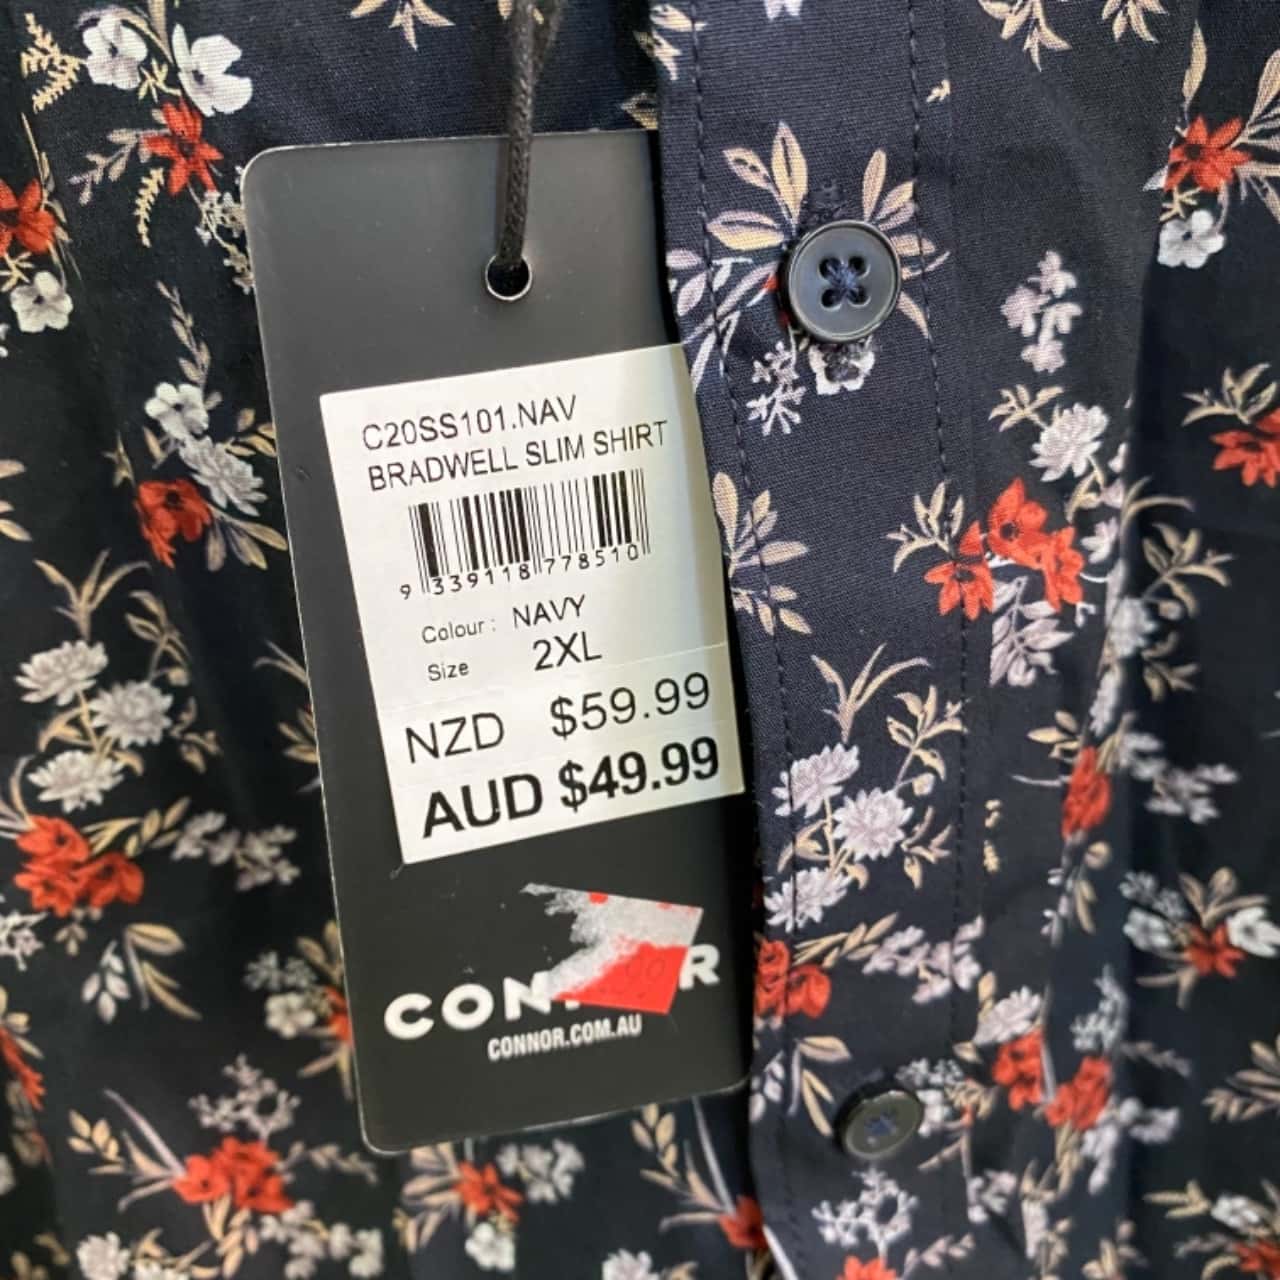 C20SS101.NAV
BRADWELL SLIM SHIRT
9 339118 778510
Colour : NAVY
Size 2XL
NZD $59.99
AUD $49.99
CONNOR
CONNOR.COM.AU